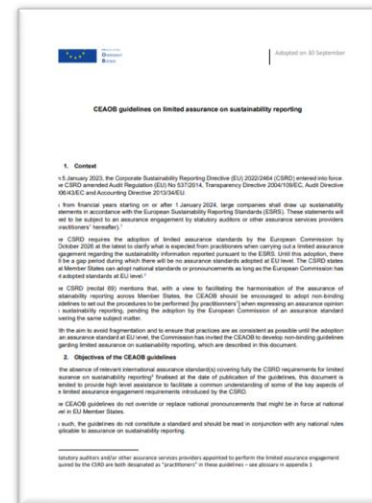 Adopted on 30 September
CEAOB guidelines on limited assurance on sustainability reporting
1. Context
5 January 2023, the Corporate Sustainability Reporting Directive (EU) 2022/2464 (CSRD) entered into force.
CSRD amended Audit Regulation (EU) No 537/2014, Transparency Directive 2004/109/EC, Audit Directive
06/43/EC and Accounting Directive 2013/34/EU
from financial years starting on or after 1 January 2024, large companies shall draw up sustainability
tements in accordance with the European Sustainability Reporting Standards (ESRS). These statements will
ed to be subject to an assurance engagement by statutory auditors or other assurance services providers
ractitioners' hereafter).¹
CSRD requires the adoption of limited assurance standards by the European Commission by
October 2026 at the latest to clarify what is expected from practitioners when carrying out a limited assurance
gagement regarding the sustainability information reported pursuant to the ESRS. Until this adoption, there
l be a gap period during which there will be no assurance standards adopted at EU level. The CSRD states
at Member States can adopt national standards or pronouncements as long as the European Commission has
t adopted standards at EU level.²
CSRD (recital 69) mentions that, with a view to facilitating the harmonisation of the assurance of
stainability reporting across Member States, the CEAOB should be encouraged to adopt non-binding
idelines to set out the procedures to be performed [by practitioners'] when expressing an assurance opinion
sustainability reporting, pending the adoption by the European Commission of an assurance standard
vering the same subject matter.
ith the aim to avoid fragmentation and to ensure that practices are as consistent as possible until the adoption
an assurance standard at EU level, the Commission has invited the CEAOB to develop non-binding guidelines
garding limited assurance on sustainability reporting, which are described in this document.
2. Objectives of the CEAOB guidelines
the absence of relevant international assurance standard(s) covering fully the CSRD requirements for limited
surance on sustainability reporting³ finalised at the date of publication of the guidelines, this document is
ended to provide high level assistance to facilitate a common understanding of some of the key aspects of
limited assurance engagement requirements introduced by the CSRD.
CEAOB guidelines do not override or replace national pronouncements that might be in force at national
vel in EU Member States.
such, the guidelines do not constitute a standard and should be read in conjunction with any national rules
plicable to assurance on sustainability reporting.
tatutory auditors and/or other assurance services providers appointed to perform the limited assurance engagement
quired by the CSRD are both designated as "practitioners" in these guidelines – see glossary in appendix 1